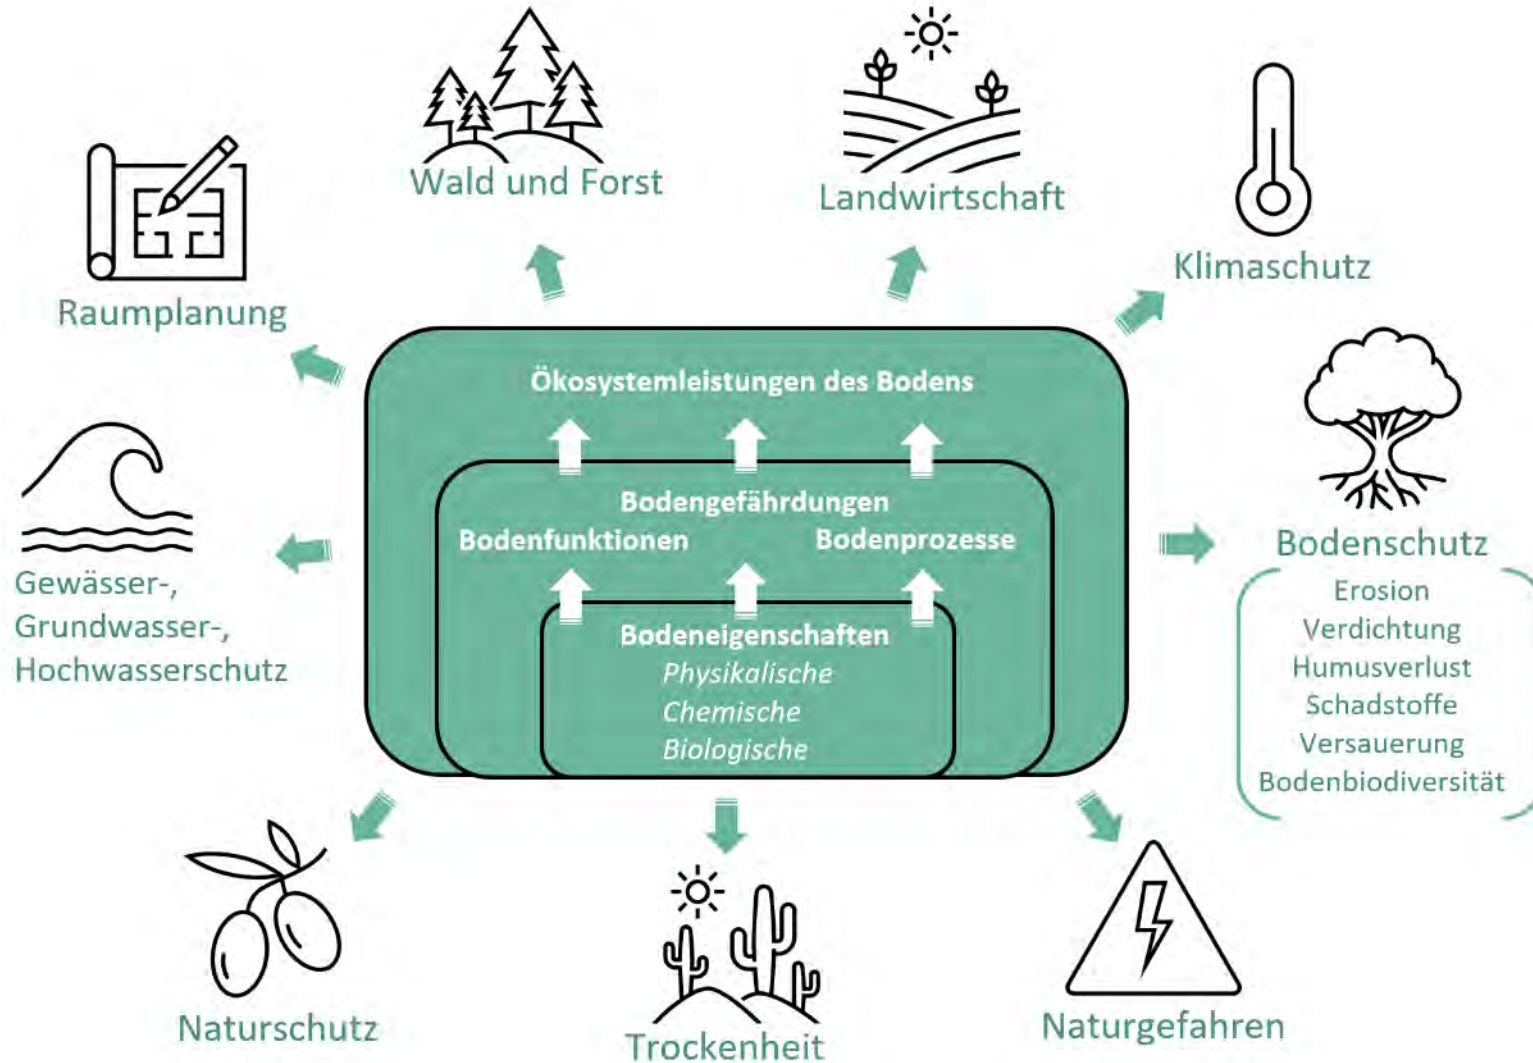 Wald und Forst
Landwirtschaft
Klimaschutz
Raumplanung
Ökosystemleistungen des Bodens
Bodengefährdungen
Bodenfunktionen
Bodenprozesse
Bodeneigenschaften
Physikalische
Chemische
Biologische
Gewässer-,
Grundwasser-,
Hochwasserschutz
Bodenschutz
Erosion
Verdichtung
Humusverlust
Schadstoffe
Versauerung
Bodenbiodiversität
Naturschutz
Trockenheit
Naturgefahren